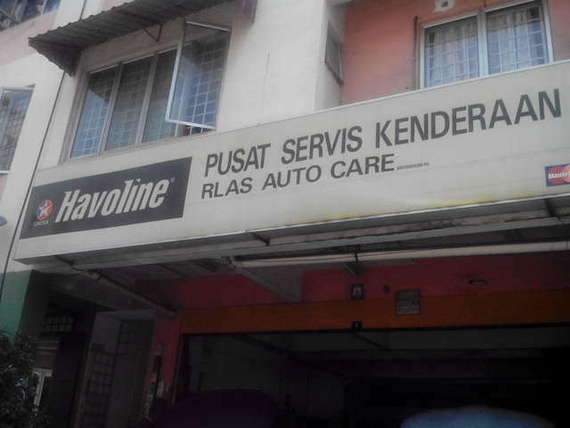 Havoline
PUSAT SERVIS KENDERAAN
RLAS AUTO CARE